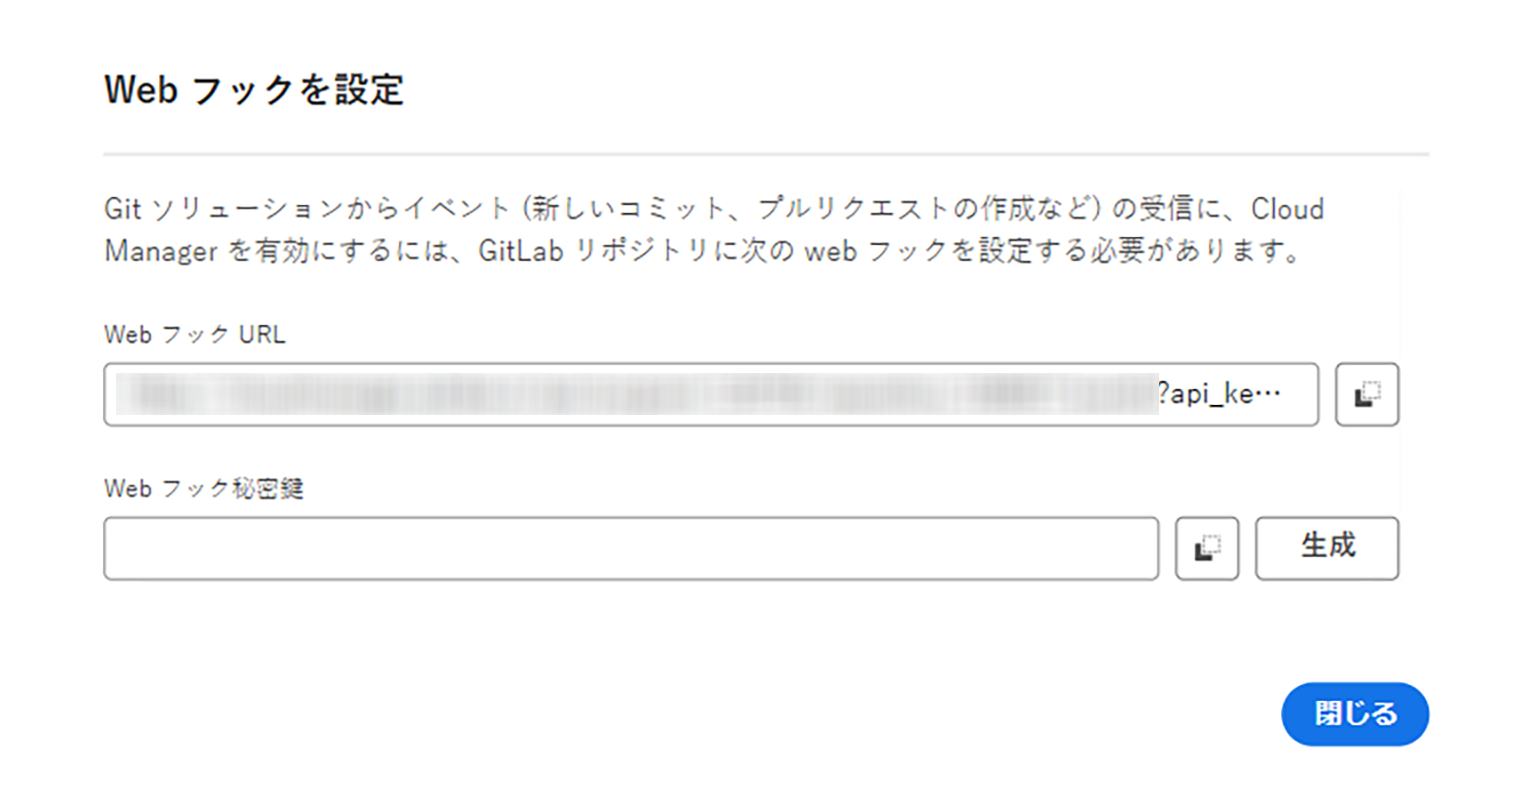 Web フックを設定
Git ソリューションからイベント (新しいコミット、プルリクエストの作成など) の受信に、Cloud
Manager を有効にするには、GitLab リポジトリに次の web フックを設定する必要があります。
Web フック URL
?api_ke…
Web フック秘密鍵
生成
閉じる